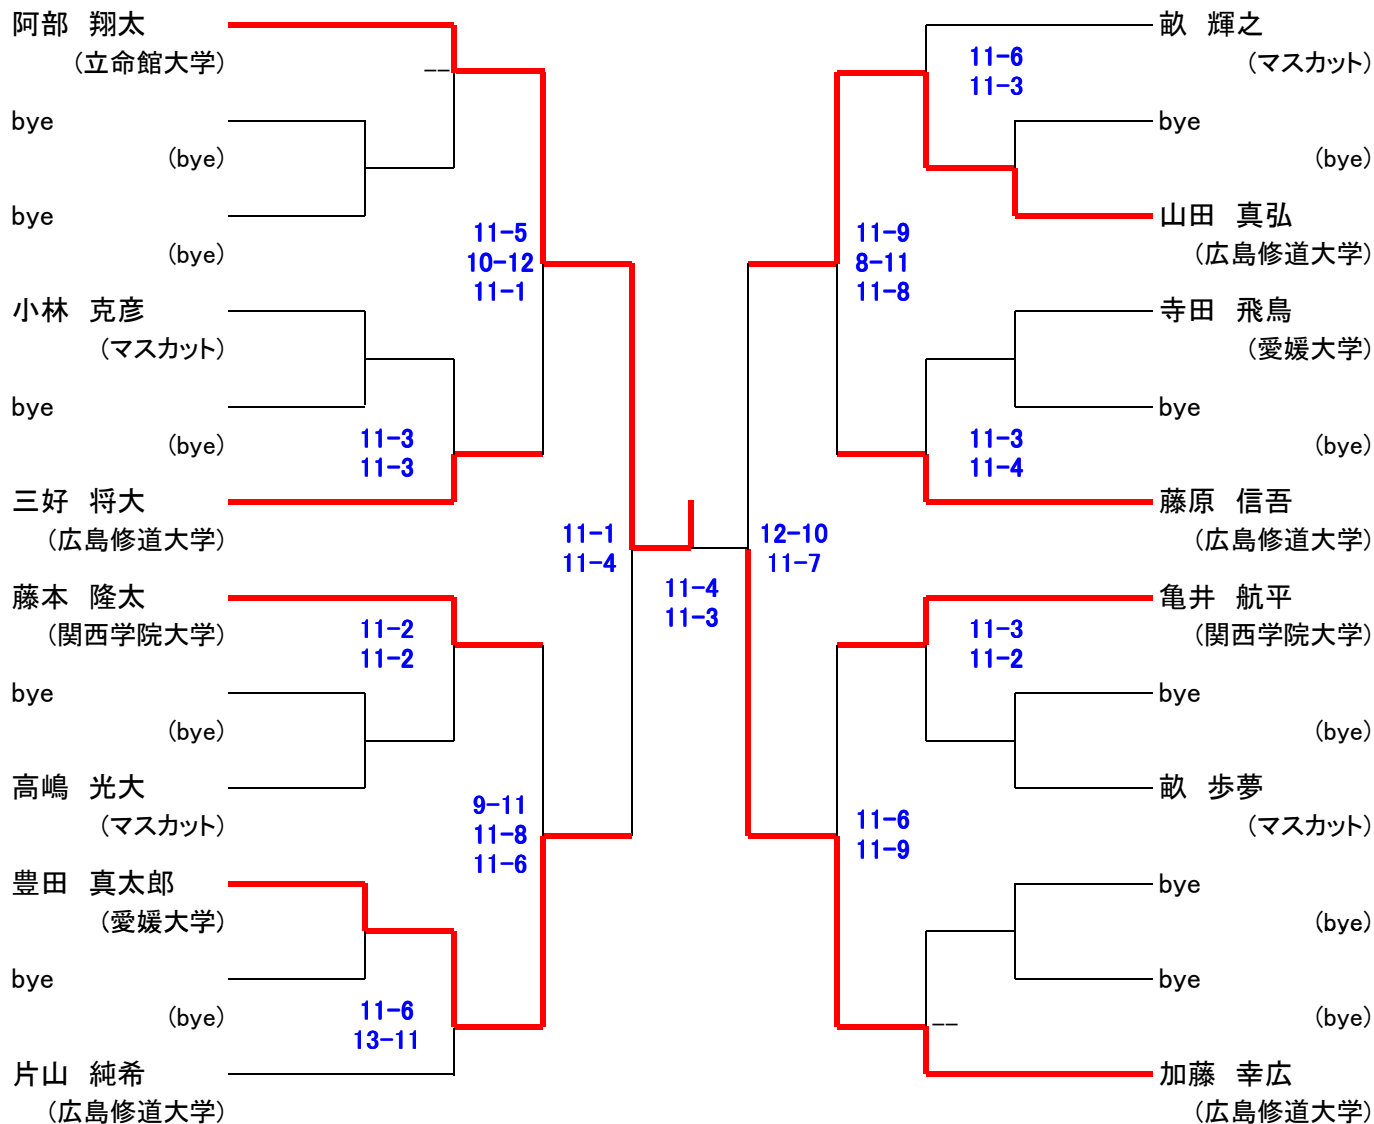 阿部 翔太
(立命館大学)
--
bye
(bye)
bye
(bye)
11-5
10-12
11-1
小林 克彦
(マスカット)
bye
(bye)
11-3
11-3
三好 将大
(広島修道大学)
11-1
11-4
藤本 隆太
(関西学院大学)
11-2
11-2
bye
(bye)
高嶋 光大
(マスカット)
9-11
11-8
11-6
豊田 真太郎
(愛媛大学)
bye
(bye)
11-6
13-11
片山 純希
(広島修道大学)
11-4
11-3
畝 輝之
(マスカット)
11-6
11-3
bye
(bye)
山田 真弘
(広島修道大学)
11-9
8-11
11-8
寺田 飛鳥
(愛媛大学)
bye
(bye)
11-3
11-4
藤原 信吾
(広島修道大学)
12-10
11-7
亀井 航平
(関西学院大学)
11-3
11-2
bye
(bye)
畝 歩夢
(マスカット)
11-6
11-9
bye
(bye)
bye
(bye)
--
加藤 幸広
(広島修道大学)